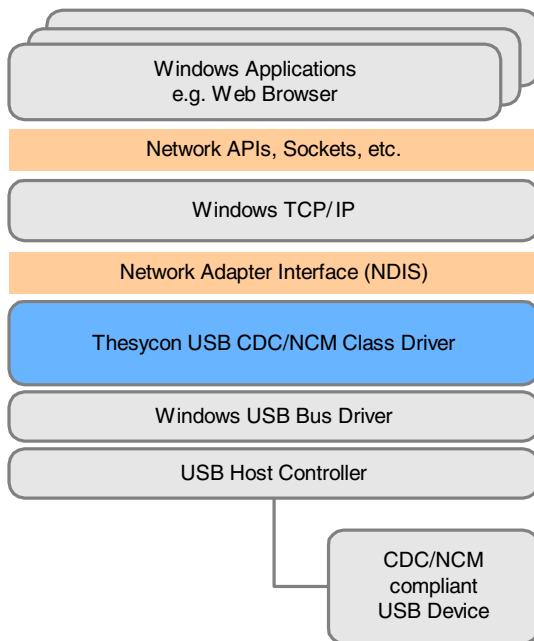 Windows Applications
e.g. Web Browser
Network APIs, Sockets, etc.
Windows TCP/IP
Network Adapter Interface (NDIS)
Thesycon USB CDC/NCM Class Driver
Windows USB Bus Driver
USB Host Controller
CDC/NCM
compliant
USB Device